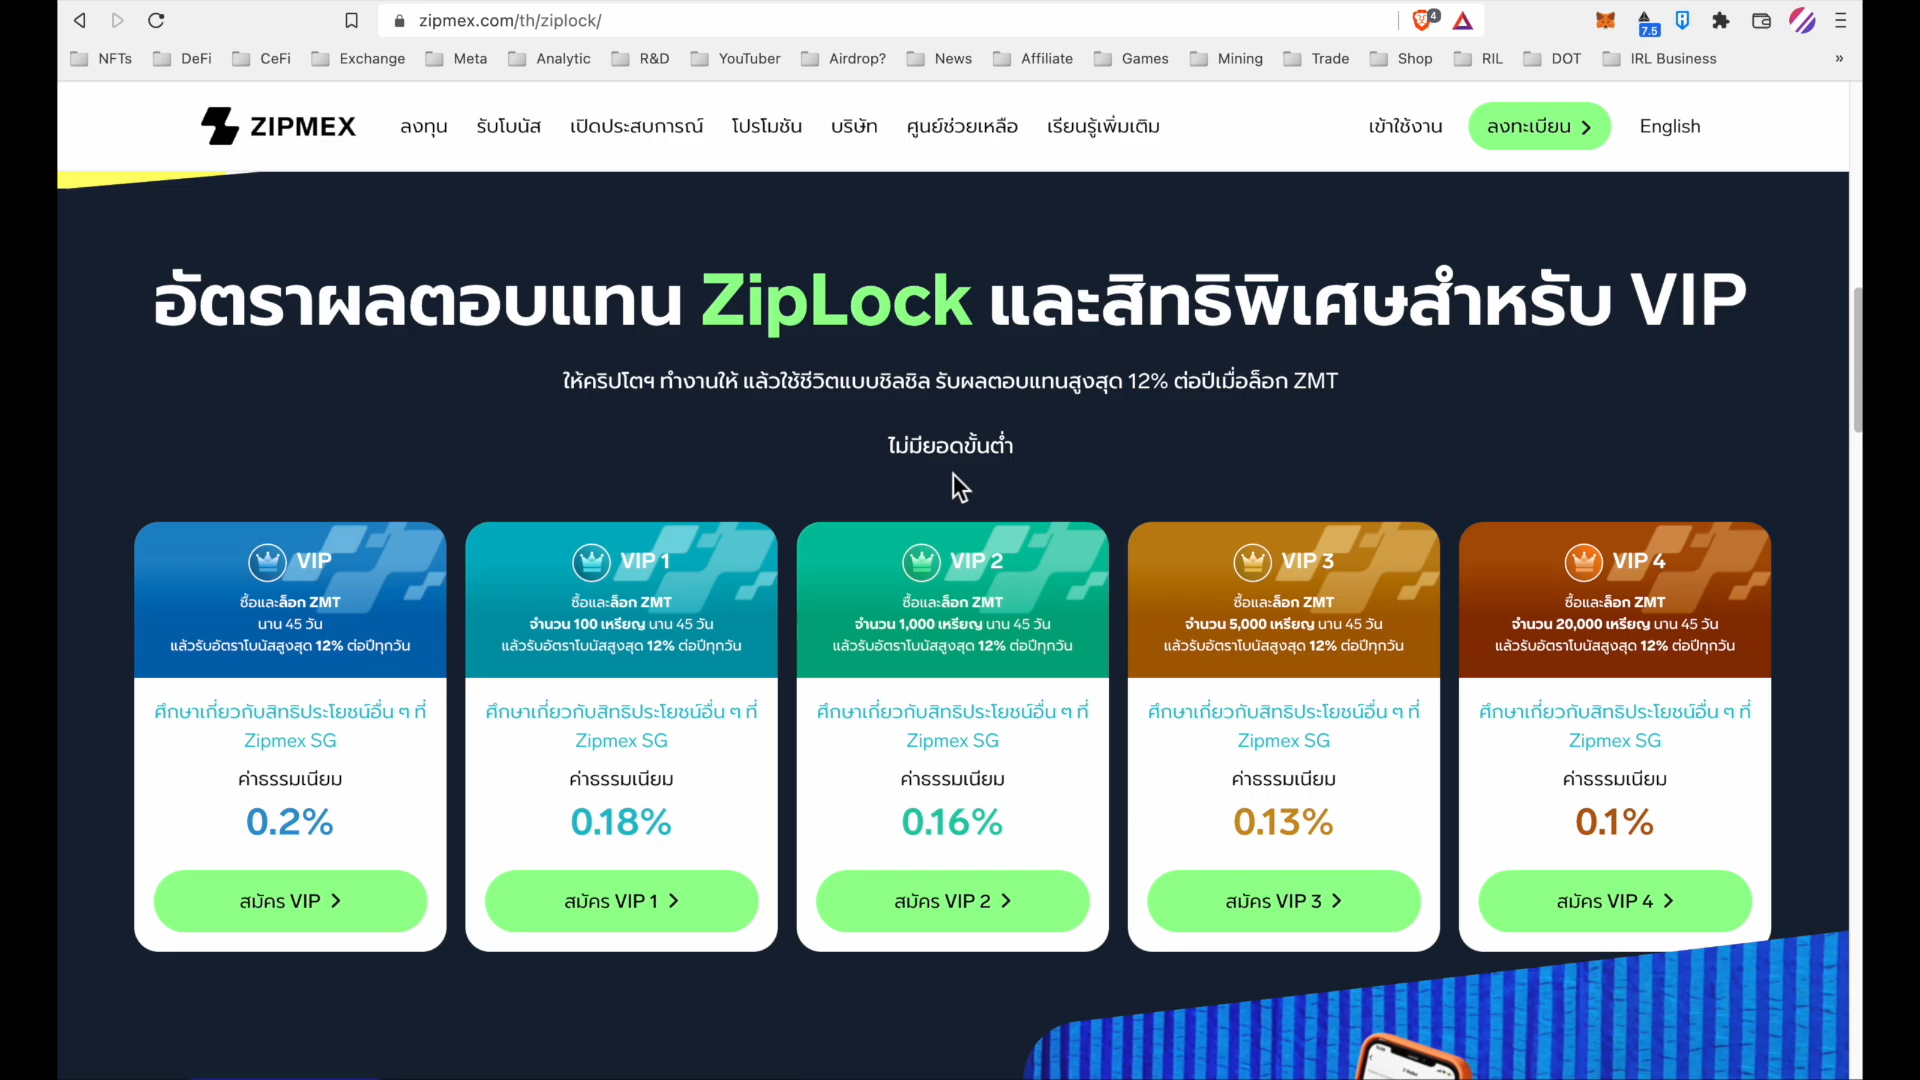 zipmex.com/th/ziplock/
4
7.5
NFTs DeFi CeFi Exchange Meta Analytic R&D YouTuber Airdrop? News Affiliate Games Mining Trade Shop RIL DOT IRL Business »
ZIPMEX ลงทุน รับโบนัส เปิดประสบการณ์ โปรโมชัน บริษัท ศูนย์ช่วยเหลือ เรียนรู้เพิ่มเติม เข้าใช้งาน ลงทะเบียน English
อัตราผลตอบแทน ZipLock และสิทธิพิเศษสำหรับ VIP
ให้คริปโตฯ ทำงานให้ แล้วใช้ชีวิตแบบชิลชิล รับผลตอบแทนสูงสุด 12% ต่อปีเมื่อล็อก ZMT
ไม่มียอดขั้นต่ำ
VIP
ซื้อและล็อก ZMT
นาน 45 วัน
แล้วรับอัตราโบนัสสูงสุด 12% ต่อปีทุกวัน
ศึกษาเกี่ยวกับสิทธิประโยชน์อื่น ๆ ที่
Zipmex SG
ค่าธรรมเนียม
0.2%
สมัคร VIP
VIP 1
ซื้อและล็อก ZMT
จำนวน 100 เหรียญ นาน 45 วัน
แล้วรับอัตราโบนัสสูงสุด 12% ต่อปีทุกวัน
ศึกษาเกี่ยวกับสิทธิประโยชน์อื่น ๆ ที่
Zipmex SG
ค่าธรรมเนียม
0.18%
สมัคร VIP 1
VIP 2
ซื้อและล็อก ZMT
จำนวน 1,000 เหรียญ นาน 45 วัน
แล้วรับอัตราโบนัสสูงสุด 12% ต่อปีทุกวัน
ศึกษาเกี่ยวกับสิทธิประโยชน์อื่น ๆ ที่
Zipmex SG
ค่าธรรมเนียม
0.16%
สมัคร VIP 2
VIP 3
ซื้อและล็อก ZMT
จำนวน 5,000 เหรียญ นาน 45 วัน
แล้วรับอัตราโบนัสสูงสุด 12% ต่อปีทุกวัน
ศึกษาเกี่ยวกับสิทธิประโยชน์อื่น ๆ ที่
Zipmex SG
ค่าธรรมเนียม
0.13%
สมัคร VIP 3
VIP 4
ซื้อและล็อก ZMT
จำนวน 20,000 เหรียญ นาน 45 วัน
แล้วรับอัตราโบนัสสูงสุด 12% ต่อปีทุกวัน
ศึกษาเกี่ยวกับสิทธิประโยชน์อื่น ๆ ที่
Zipmex SG
ค่าธรรมเนียม
0.1%
สมัคร VIP 4